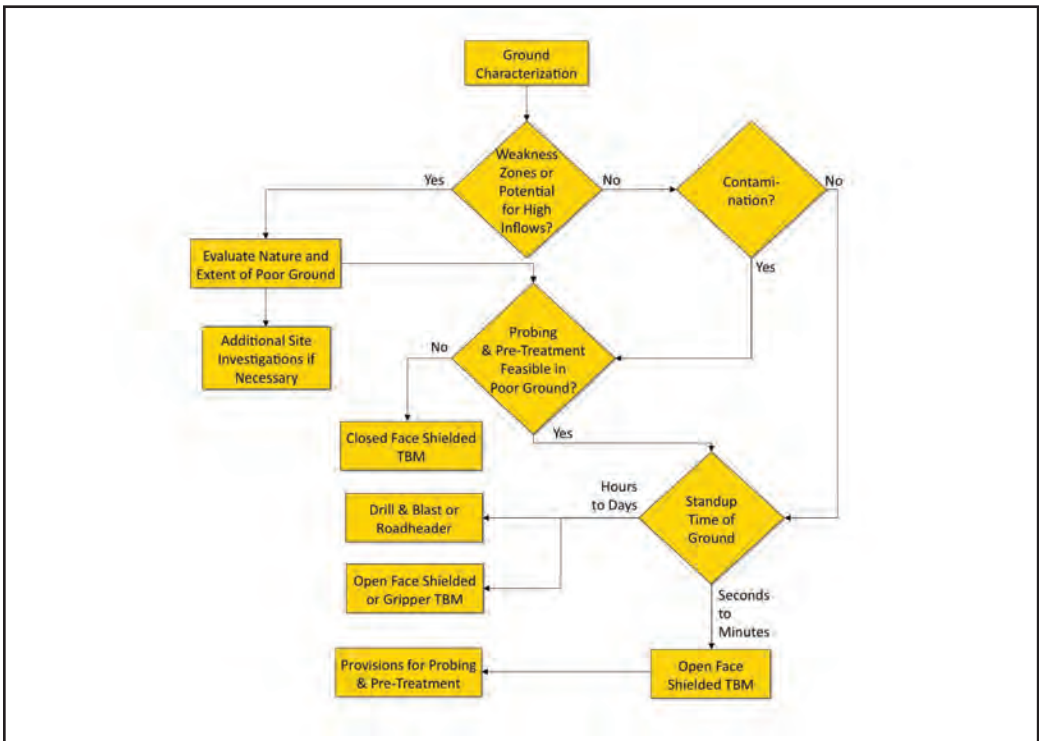 Ground
Characterization
Weakness
Zones or
Potential
for High
Inflows?
Yes
No
Contami-
nation?
No
Yes
Evaluate Nature and
Extent of Poor Ground
Additional Site
Investigations if
Necessary
Probing
& Pre-Treatment
Feasible in
Poor Ground?
No
Yes
Closed Face Shielded
TBM
Hours
to Days
Standup
Time of
Ground
Drill & Blast or
Roadheader
Open Face Shielded
or Gripper TBM
Seconds
to
Minutes
Provisions for Probing
& Pre-Treatment
Open Face
Shielded TBM